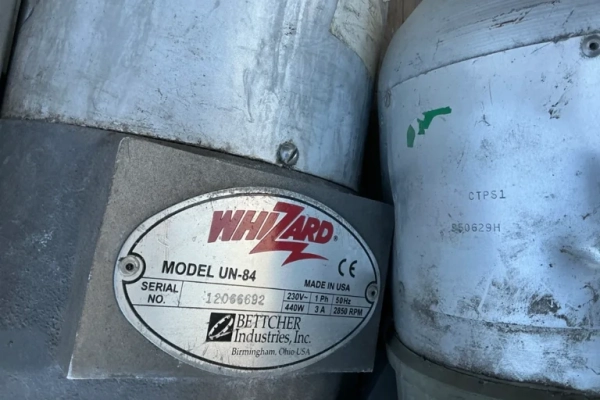 WHIZARD®
MODEL UN-84
CE
MADE IN USA
SERIAL NO. 12066692
230V~ 1 Ph 50Hz
440W 3 A 2850 RPM
BETTCHER
Industries, Inc.
Birmingham, Ohio-USA
CTPS1
S50629H